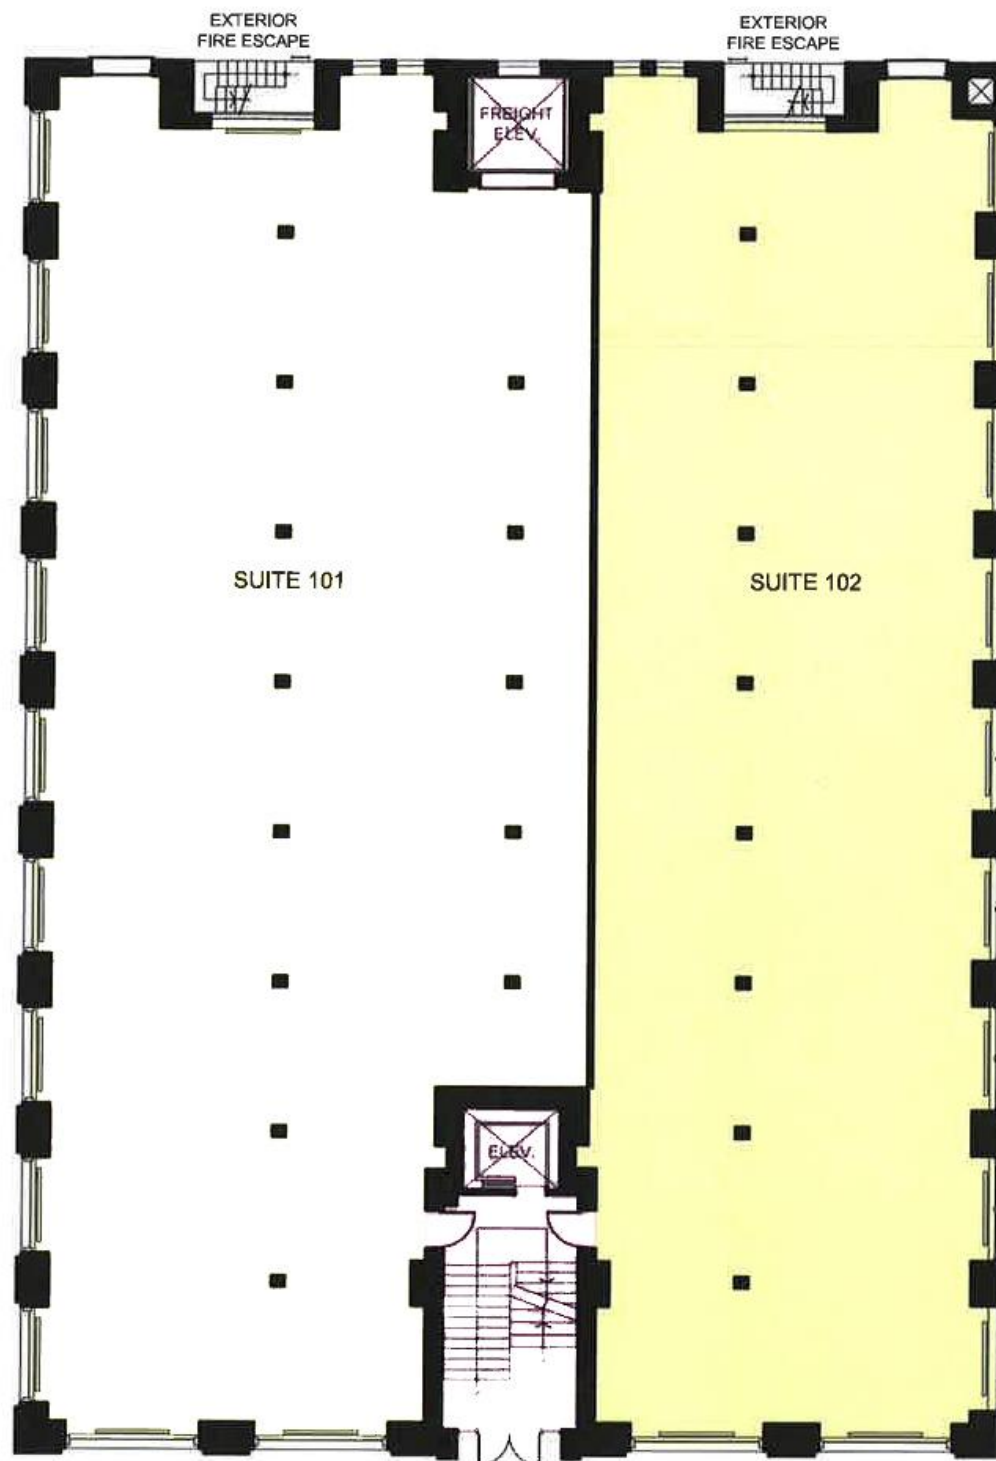 EXTERIOR
FIRE ESCAPE
EXTERIOR
FIRE ESCAPE
FREIGHT
ELEV.
SUITE 101
SUITE 102
ELEV.